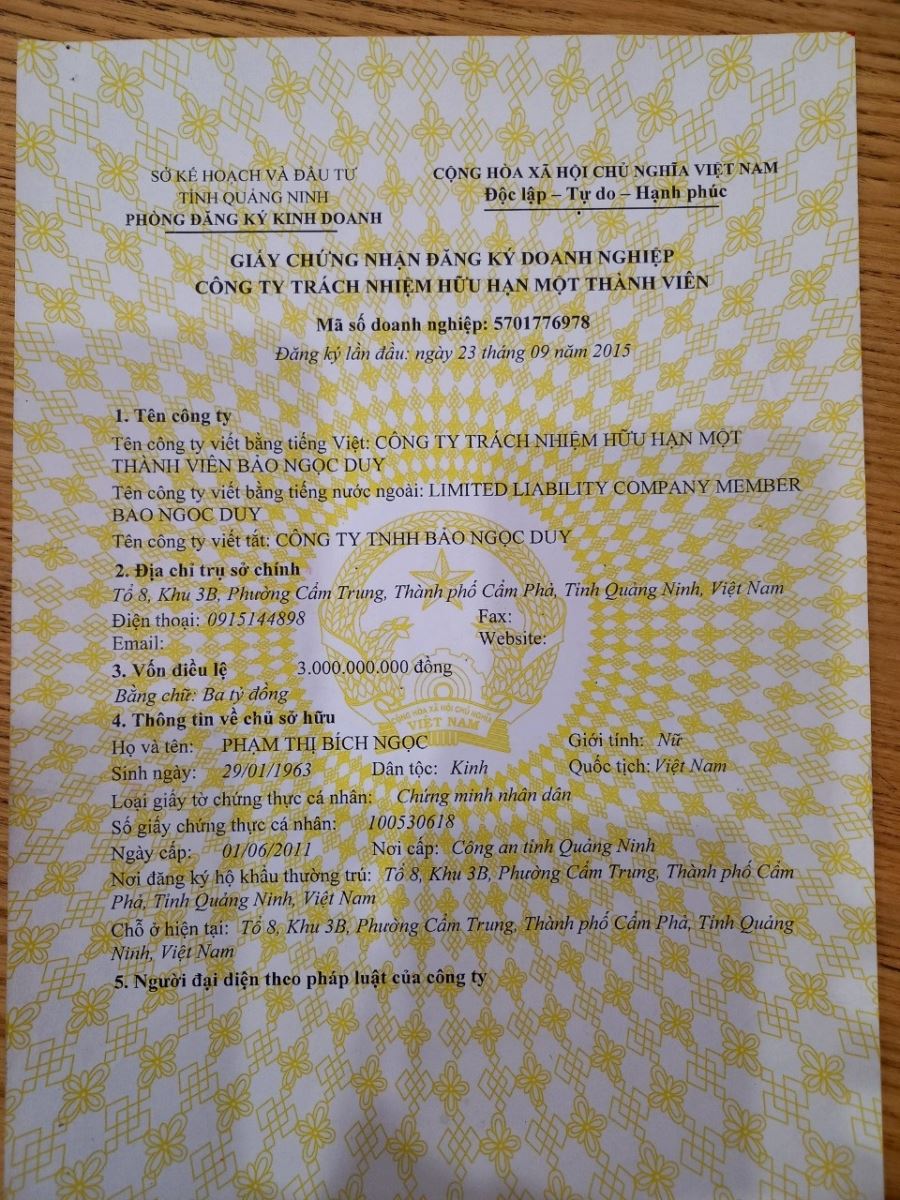 SỞ KẾ HOẠCH VÀ ĐẦU TƯ
TỈNH QUẢNG NINH
PHÒNG ĐĂNG KÝ KINH DOANH
CỘNG HÒA XÃ HỘI CHỦ NGHĨA VIỆT NAM
Độc lập – Tự do – Hạnh phúc
GIẤY CHỨNG NHẬN ĐĂNG KÝ DOANH NGHIỆP
CÔNG TY TRÁCH NHIỆM HỮU HẠN MỘT THÀNH VIÊN
Mã số doanh nghiệp: 5701776978
Đăng ký lần đầu: ngày 23 tháng 09 năm 2015
1. Tên công ty
Tên công ty viết bằng tiếng Việt: CÔNG TY TRÁCH NHIỆM HỮU HẠN MỘT
THÀNH VIÊN BẢO NGỌC DUY
Tên công ty viết bằng tiếng nước ngoài: LIMITED LIABILITY COMPANY MEMBER
BAO NGOC DUY
Tên công ty viết tắt: CÔNG TY TNHH BẢO NGỌC DUY
2. Địa chỉ trụ sở chính
Tổ 8, Khu 3B, Phường Cẩm Trung, Thành phố Cẩm Phả, Tỉnh Quảng Ninh, Việt Nam
Điện thoại: 0915144898 Fax:
Email: Website:
3. Vốn điều lệ 3.000.000.000 đồng
Bằng chữ: Ba tỷ đồng
4. Thông tin về chủ sở hữu
Họ và tên: PHẠM THỊ BÍCH NGỌC Giới tính: Nữ
Sinh ngày: 29/01/1963 Dân tộc: Kinh Quốc tịch: Việt Nam
Loại giấy tờ chứng thực cá nhân: Chứng minh nhân dân
Số giấy chứng thực cá nhân: 100530618
Ngày cấp: 01/06/2011 Nơi cấp: Công an tỉnh Quảng Ninh
Nơi đăng ký hộ khẩu thường trú: Tổ 8, Khu 3B, Phường Cẩm Trung, Thành phố Cẩm
Phả, Tỉnh Quảng Ninh, Việt Nam
Chỗ ở hiện tại: Tổ 8, Khu 3B, Phường Cẩm Trung, Thành phố Cẩm Phả, Tỉnh Quảng
Ninh, Việt Nam
5. Người đại diện theo pháp luật của công ty
CỘNG HÒA XÃ HỘI CHỦ NGHĨA
VIỆT NAM